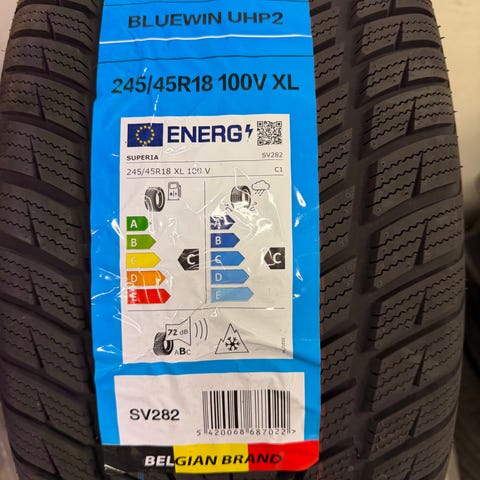 BLUEWIN UHP2
245/45R18 100V XL
ENERG
SUPERIA SV282
245/45R18 XL 100 V C1
A A
B B
C C C C
D D
E E
72 dB
ABC
SV282
5 420068 687022 >
BELGIAN BRAND